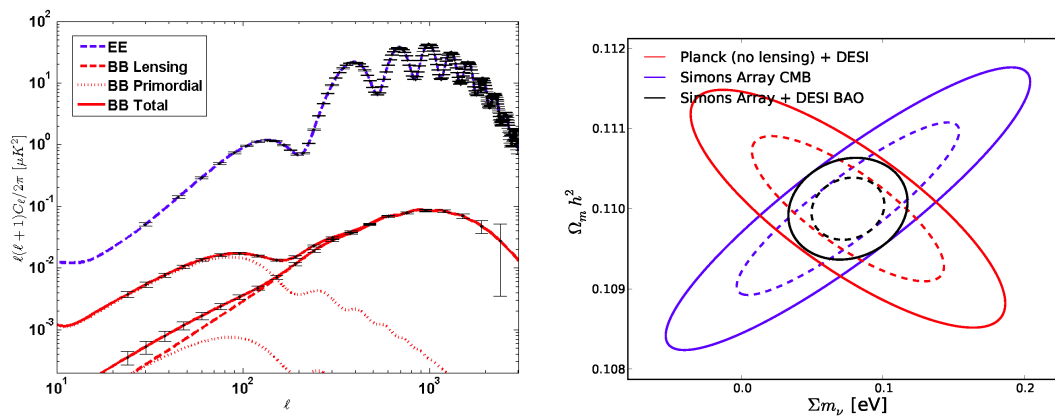 10²
10¹
10⁰
10⁻¹
10⁻²
10⁻³
ℓ(ℓ + 1)Cℓ/2π [μK²]
EE
BB Lensing
BB Primordial
BB Total
10¹
10²
10³
ℓ
0.112
0.111
0.110
0.109
0.108
Ωₘ h²
Planck (no lensing) + DESI
Simons Array CMB
Simons Array + DESI BAO
0.0
0.1
0.2
Σmᵥ [eV]